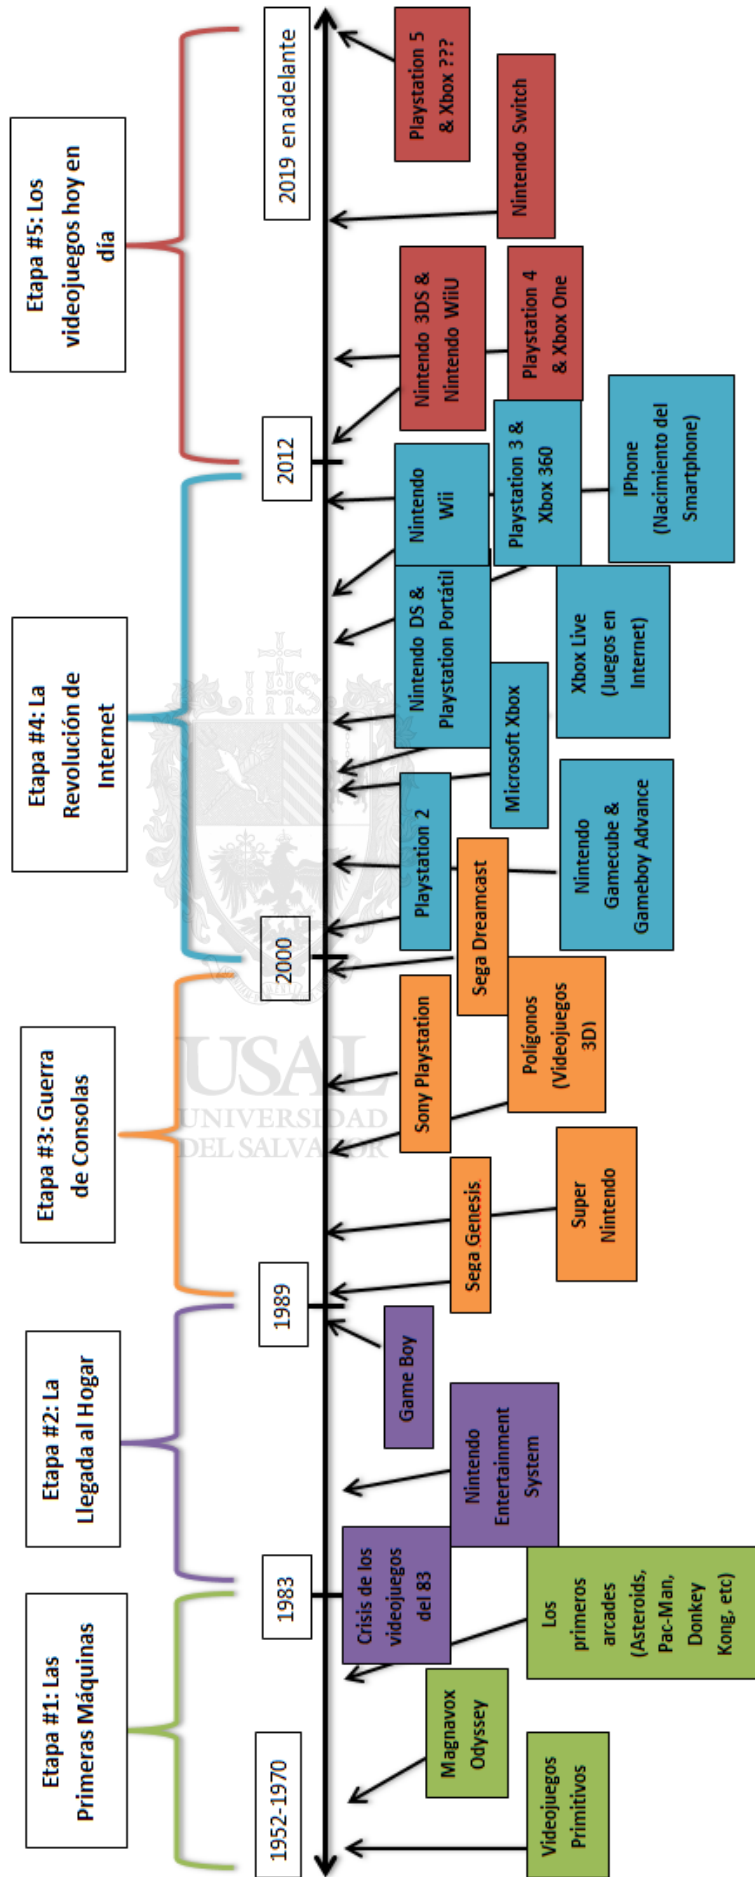 Etapa #1: Las
Primeras Máquinas
Etapa #2: La
Llegada al Hogar
Etapa #3: Guerra
de Consolas
Etapa #4: La
Revolución de
Internet
Etapa #5: Los
videojuegos hoy en
día
1952-1970
1983
1989
2000
2012
2019 en adelante
Videojuegos
Primitivos
Magnavox
Odyssey
Los
primeros
arcades
(Asteroids,
Pac-Man,
Donkey
Kong, etc)
Crisis de los
videojuegos
del 83
Nintendo
Entertainment
System
Game Boy
Sega Genesis
Super
Nintendo
Polígonos
(Videojuegos
3D)
Sony Playstation
Sega Dreamcast
Playstation 2
Nintendo
Gamecube &
Gameboy Advance
Microsoft Xbox
Xbox Live
(Juegos en
Internet)
Nintendo DS &
Playstation Portátil
Playstation 3 &
Xbox 360
Nintendo
Wii
IPhone
(Nacimiento del
Smartphone)
Nintendo 3DS &
Nintendo WiiU
Playstation 4
& Xbox One
Nintendo Switch
Playstation 5
& Xbox ???
IHS
USAL
UNIVERSIDAD
DEL SALVADOR